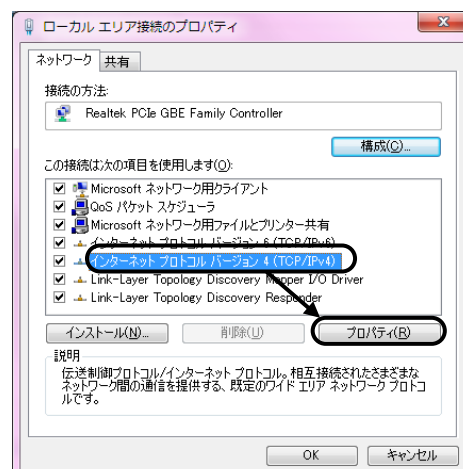 ローカル エリア接続のプロパティ
ネットワーク 共有
接続の方法:
Realtek PCIe GBE Family Controller
構成(C)...
この接続は次の項目を使用します(O):
Microsoft ネットワーク用クライアント
QoS パケット スケジューラ
Microsoft ネットワーク用ファイルとプリンター共有
インターネット プロトコル バージョン 6 (TCP/IPv6)
インターネット プロトコル バージョン 4 (TCP/IPv4)
Link-Layer Topology Discovery Mapper I/O Driver
Link-Layer Topology Discovery Responder
インストール(N)... 削除(U) プロパティ(R)
説明
伝送制御プロトコル/インターネット プロトコル。相互接続されたさまざまな
ネットワーク間の通信を提供する、既定のワイド エリア ネットワーク プロトコ
ルです。
OK キャンセル